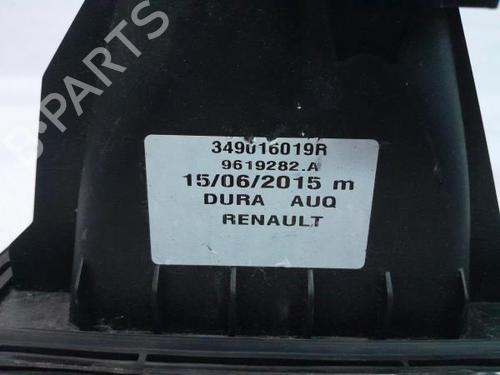 B-PARTS
349016019R
9619282.A
15/06/2015 m
DURA AUQ
RENAULT